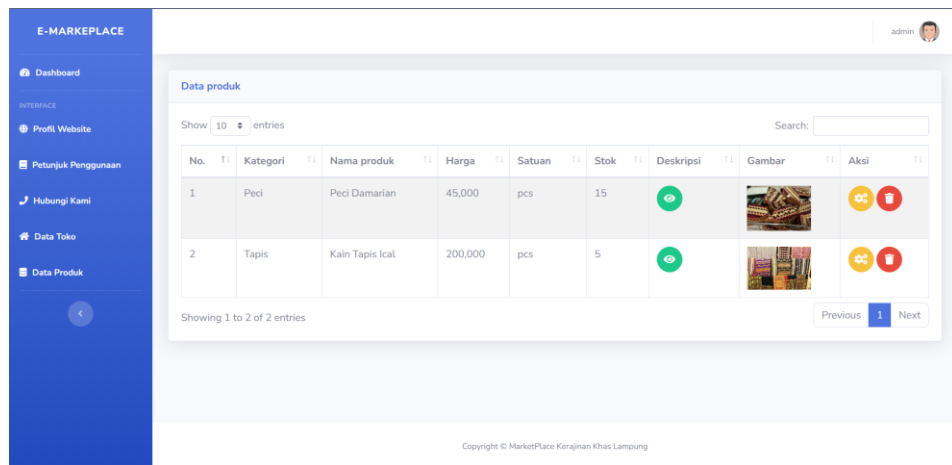 E-MARKEPLACE
admin
Dashboard
INTERFACE
Profil Website
Petunjuk Penggunaan
Hubungi Kami
Data Toko
Data Produk
Data produk
Show 10 entries
Search:
No. Kategori Nama produk Harga Satuan Stok Deskripsi Gambar Aksi
1 Peci Peci Damarian 45,000 pcs 15
2 Tapis Kain Tapis Ical 200,000 pcs 5
Showing 1 to 2 of 2 entries
Previous 1 Next
Copyright © MarketPlace Kerajinan Khas Lampung